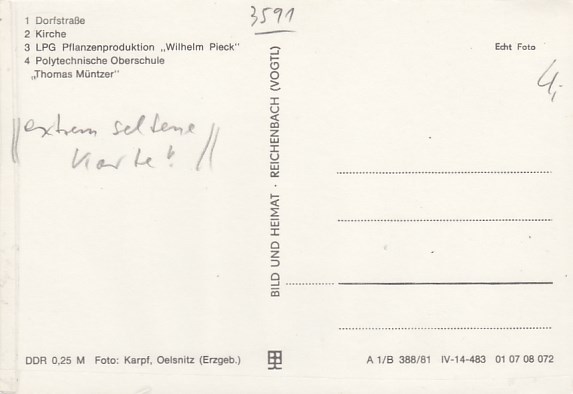 1 Dorfstraße
2 Kirche
3 LPG Pflanzenproduktion „Wilhelm Pieck"
4 Polytechnische Oberschule
„Thomas Müntzer"
extrem seltene
Karte!
3591
BILD UND HEIMAT · REICHENBACH (VOGTL)
Echt Foto
4,-
DDR 0,25 M Foto: Karpf, Oelsnitz (Erzgeb.)
A 1/B 388/81 IV-14-483 01 07 08 072